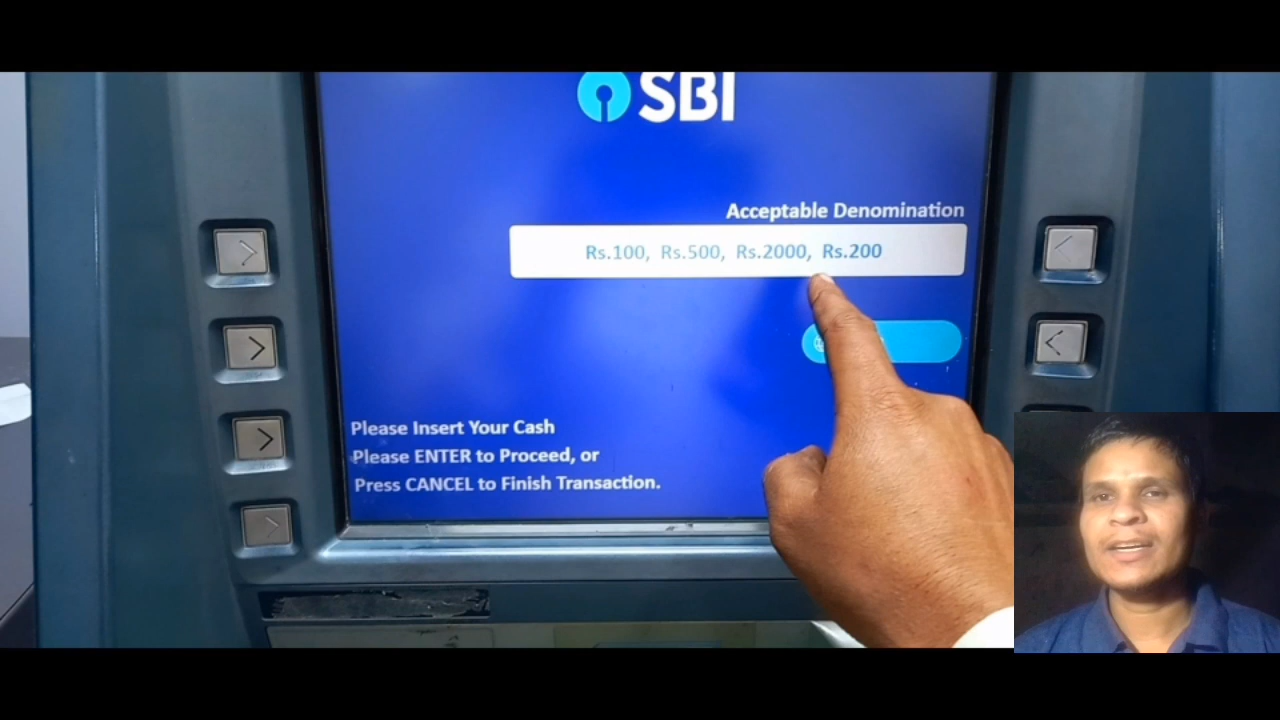 SBI
Acceptable Denomination
Rs.100, Rs.500, Rs.2000, Rs.200
Please Insert Your Cash
Please ENTER to Proceed, or
Press CANCEL to Finish Transaction.